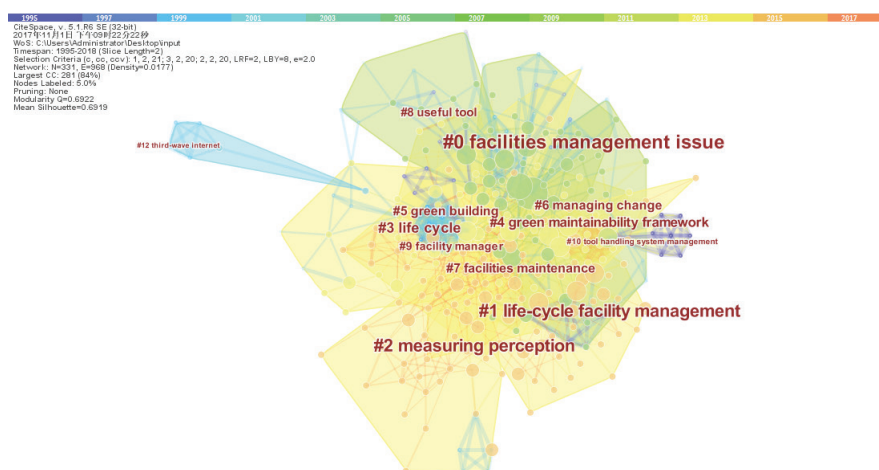 1995 1997 1999 2001 2003 2005 2007 2009 2011 2013 2015 2017
CiteSpace, v. 5.1.R6 SE (32-bit)
2017年11月1日 下午09时22分22秒
WoS: C:\Users\Administrator\Desktop\input
Timespan: 1995-2018 (Slice Length=2)
Selection Criteria (c, cc, ccv): 1, 2, 21; 3, 2, 20; 2, 2, 20, LRF=2, LBY=8, e=2.0
Network: N=331, E=968 (Density=0.0177)
Largest CC: 281 (84%)
Nodes Labeled: 5.0%
Pruning: None
Modularity Q=0.6922
Mean Silhouette=0.6919
#8 useful tool
#0 facilities management issue
#12 third-wave internet
#6 managing change
#5 green building
#4 green maintainability framework
#3 life cycle
#10 tool handling system management
#9 facility manager
#7 facilities maintenance
#1 life-cycle facility management
#2 measuring perception